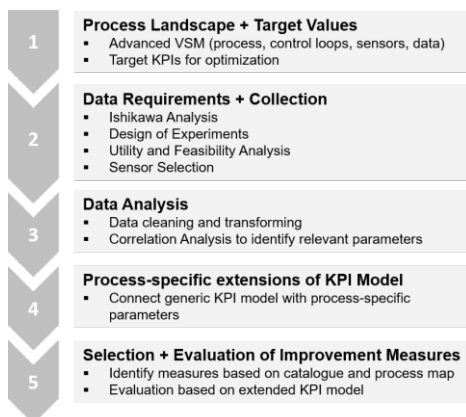 1
Process Landscape + Target Values
▪ Advanced VSM (process, control loops, sensors, data)
▪ Target KPIs for optimization
2
Data Requirements + Collection
▪ Ishikawa Analysis
▪ Design of Experiments
▪ Utility and Feasibility Analysis
▪ Sensor Selection
3
Data Analysis
▪ Data cleaning and transforming
▪ Correlation Analysis to identify relevant parameters
4
Process-specific extensions of KPI Model
▪ Connect generic KPI model with process-specific
parameters
5
Selection + Evaluation of Improvement Measures
▪ Identify measures based on catalogue and process map
▪ Evaluation based on extended KPI model